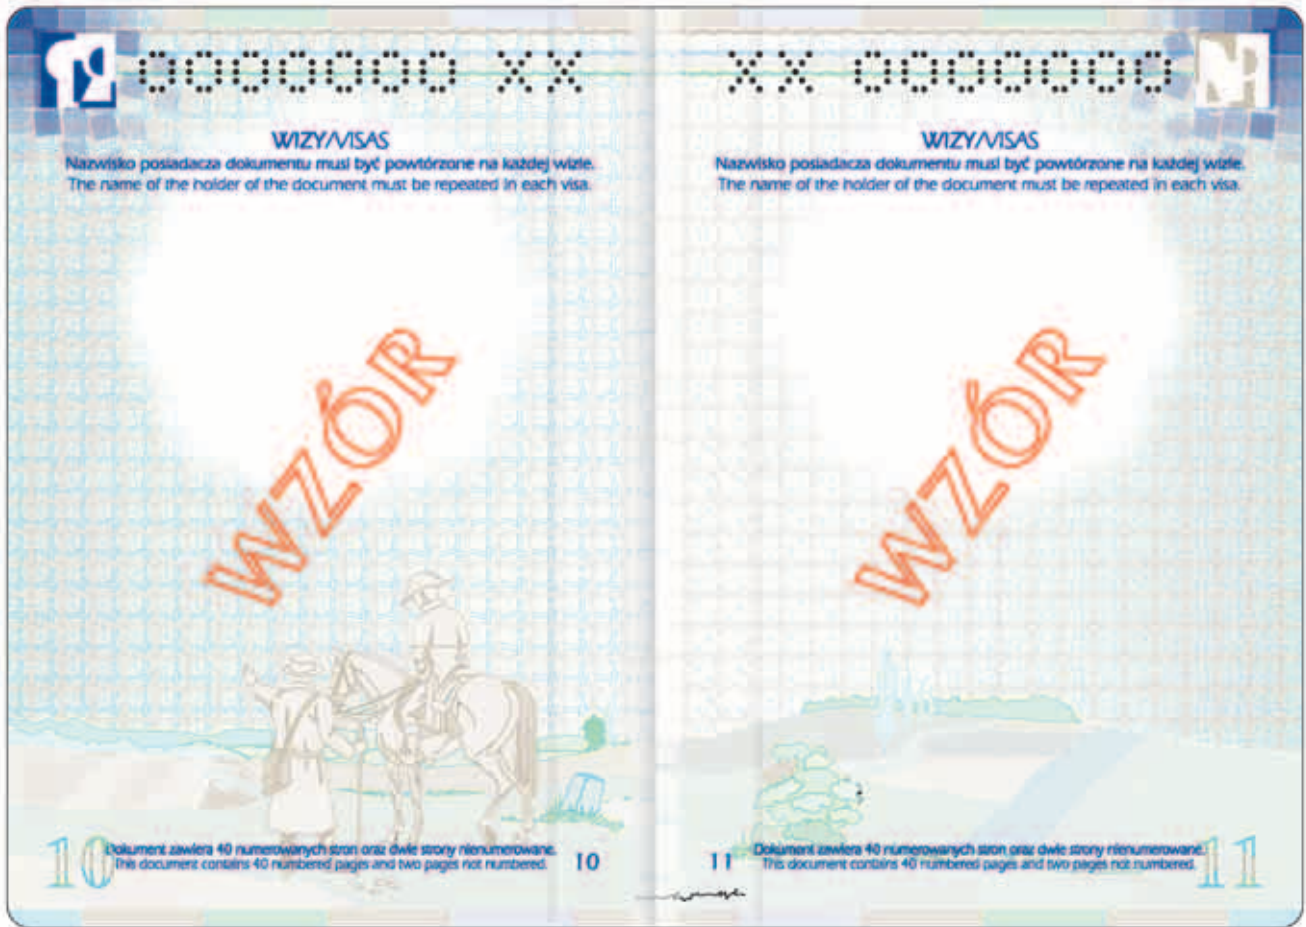 0000000 XX
WIZY/VISAS
Nazwisko posiadacza dokumentu musi być powtórzone na każdej wizie.
The name of the holder of the document must be repeated in each visa.
WZÓR
10
Dokument zawiera 40 numerowanych stron oraz dwie strony nienumerowane.
This document contains 40 numbered pages and two pages not numbered.
10
XX 0000000
WIZY/VISAS
Nazwisko posiadacza dokumentu musi być powtórzone na każdej wizie.
The name of the holder of the document must be repeated in each visa.
WZÓR
11
Dokument zawiera 40 numerowanych stron oraz dwie strony nienumerowane.
This document contains 40 numbered pages and two pages not numbered.
11